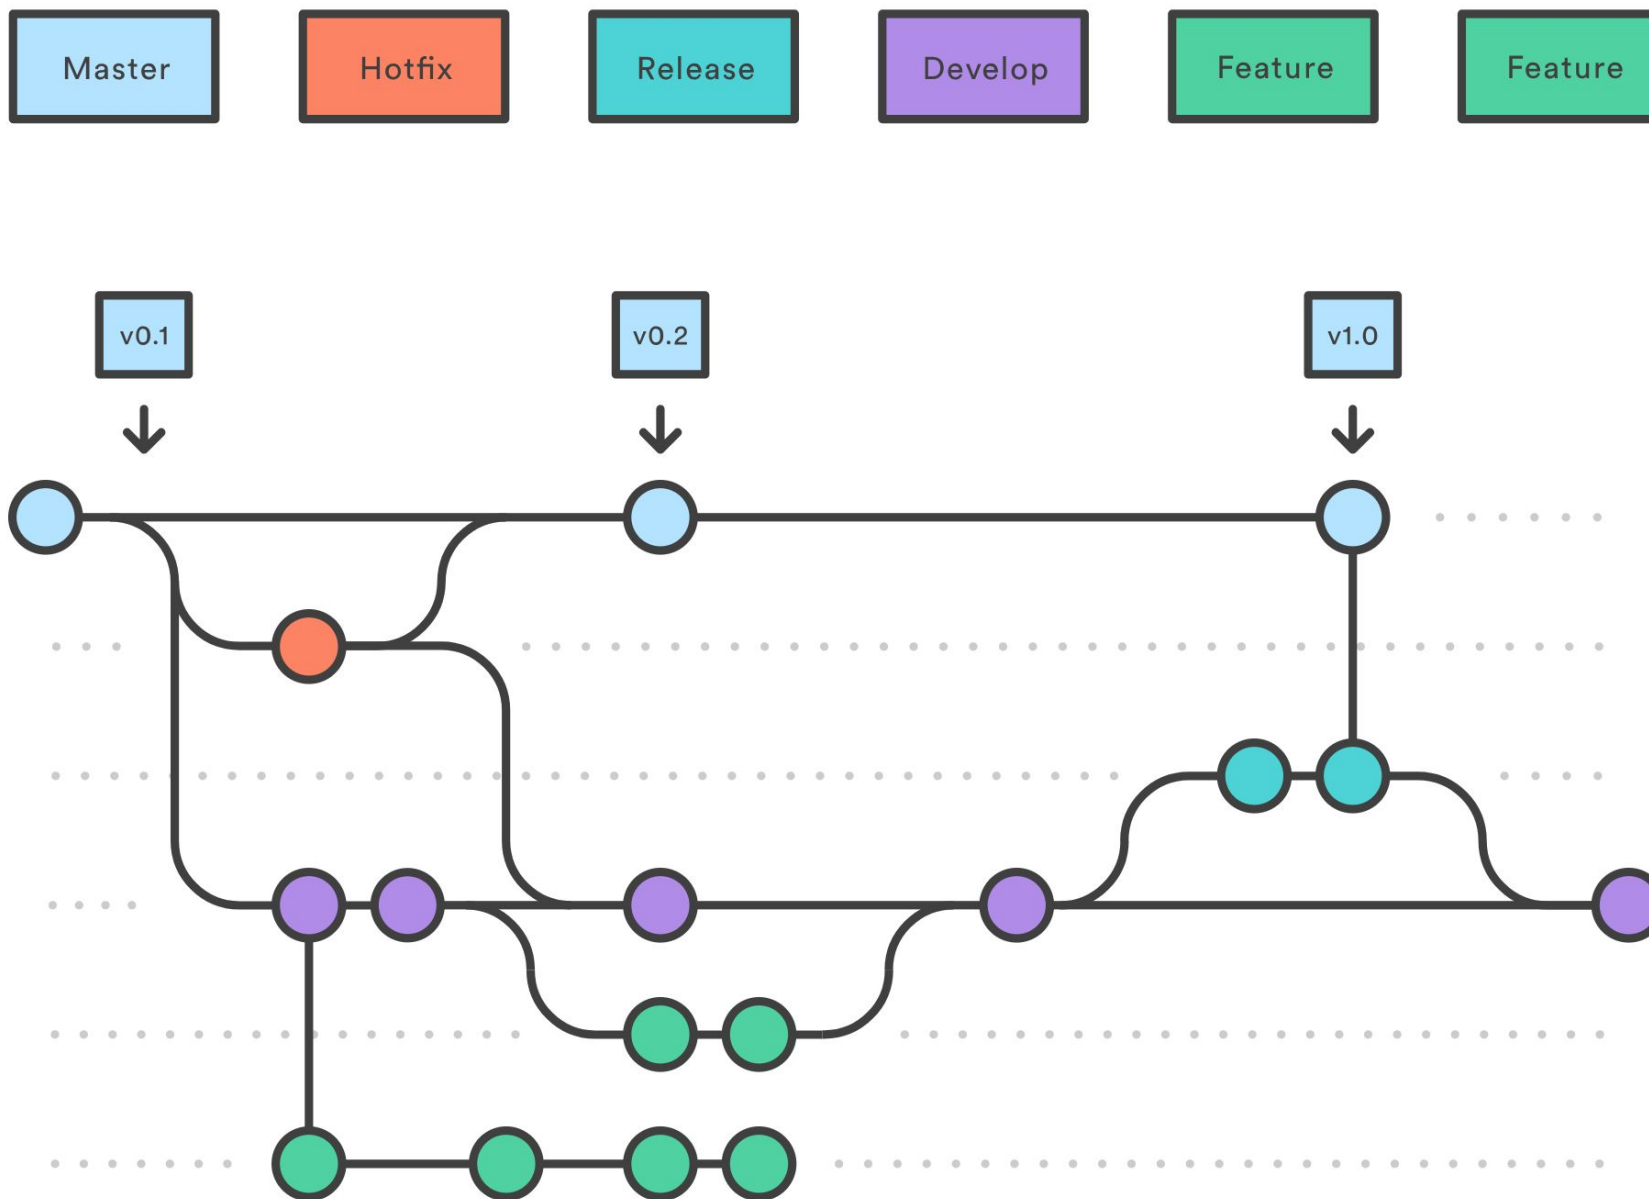 Master
Hotfix
Release
Develop
Feature
Feature
v0.1
v0.2
v1.0